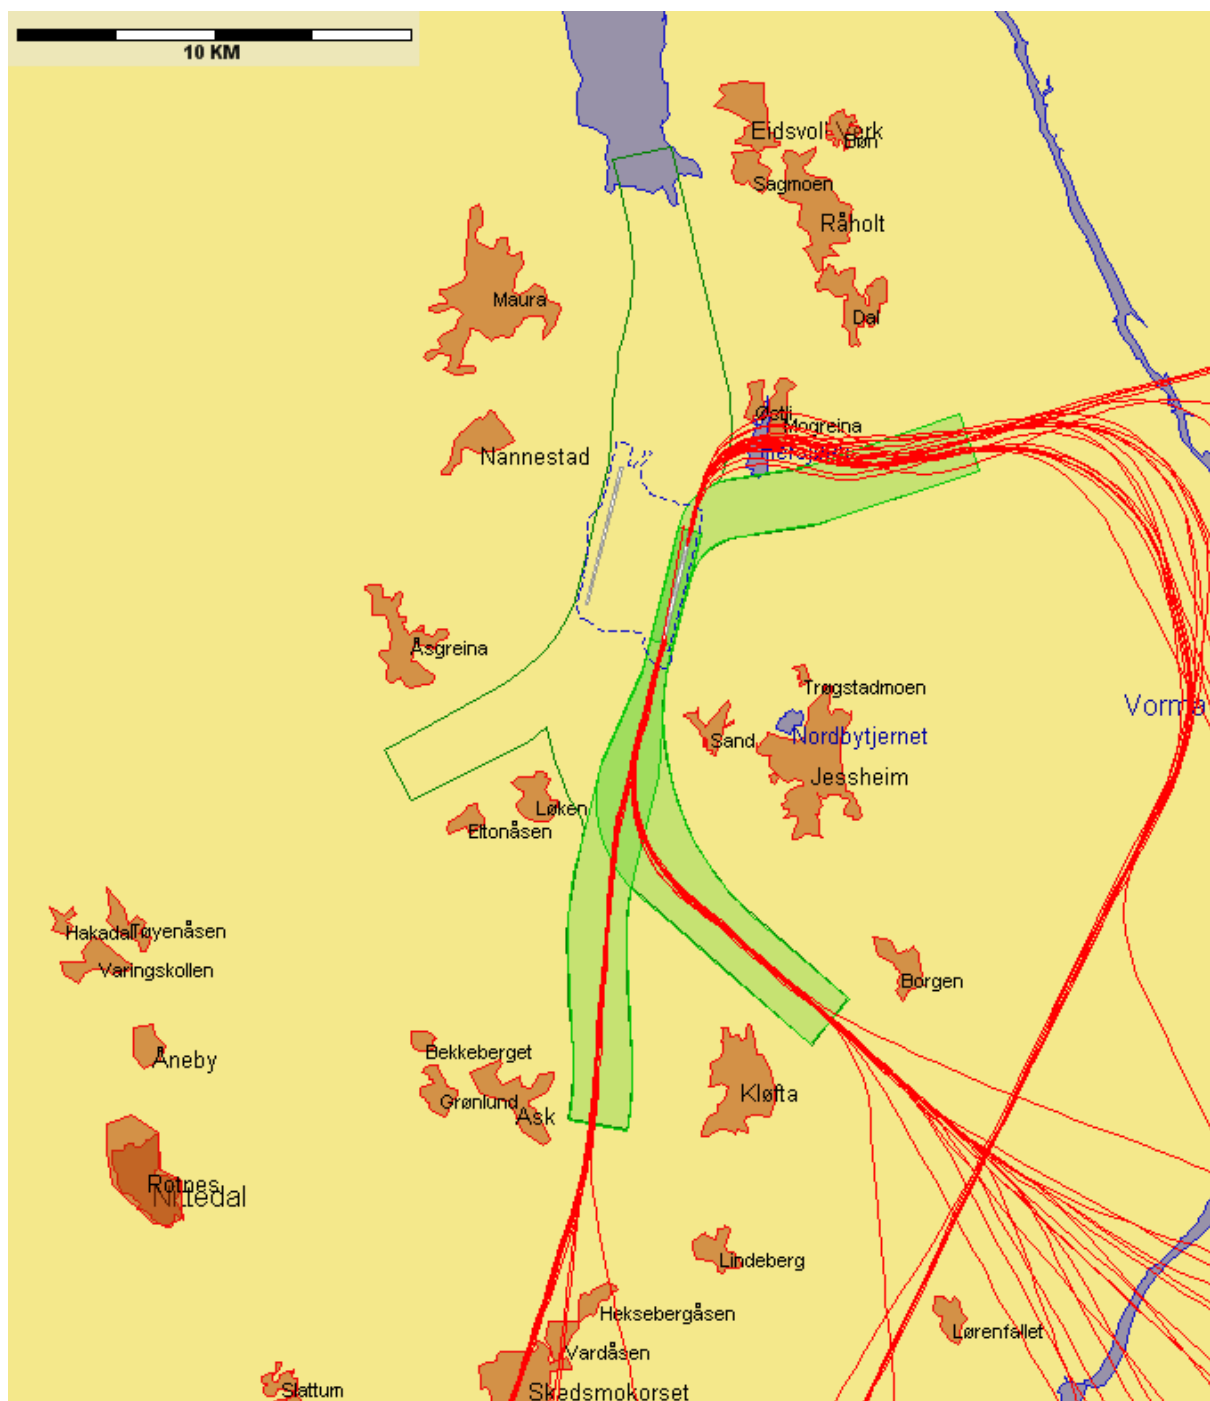 10 KM
Eidsvoll Verk
Bøn
Sagmoen
Råholt
Maura
Dal
Østli
Mogreina
Nannestad
Åsgreina
Trøgstadmoen
Vorma
Sand
Nordbytjernet
Jessheim
Løken
Eltonåsen
Hakadal
Tøyenåsen
Varingskollen
Borgen
Åneby
Bekkeberget
Kløfta
Grønlund
Ask
Rotnes
Nittedal
Lindeberg
Heksebergåsen
Lørenfallet
Vardåsen
Slattum
Skedsmokorset